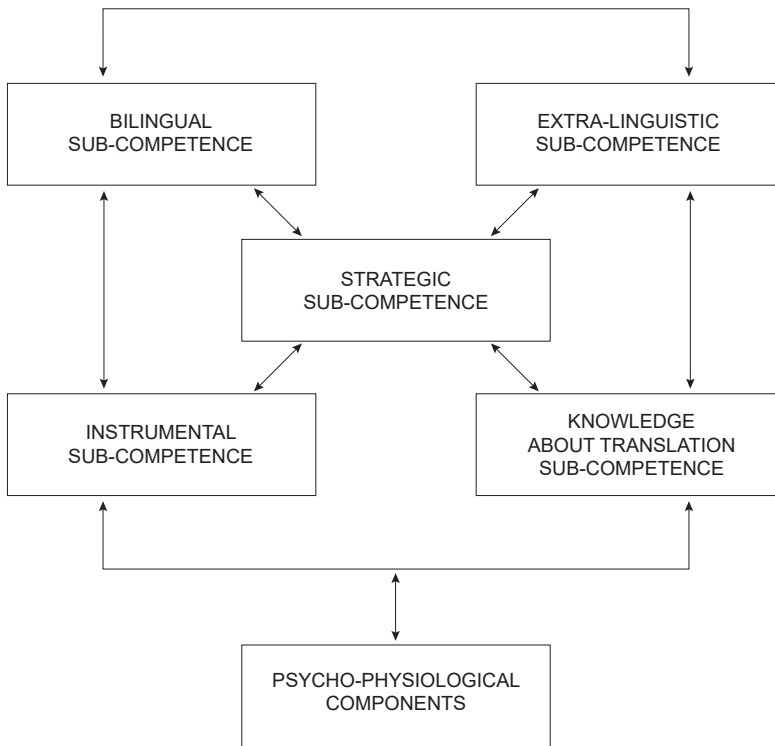 BILINGUAL
SUB-COMPETENCE
EXTRA-LINGUISTIC
SUB-COMPETENCE
STRATEGIC
SUB-COMPETENCE
INSTRUMENTAL
SUB-COMPETENCE
KNOWLEDGE
ABOUT TRANSLATION
SUB-COMPETENCE
PSYCHO-PHYSIOLOGICAL
COMPONENTS